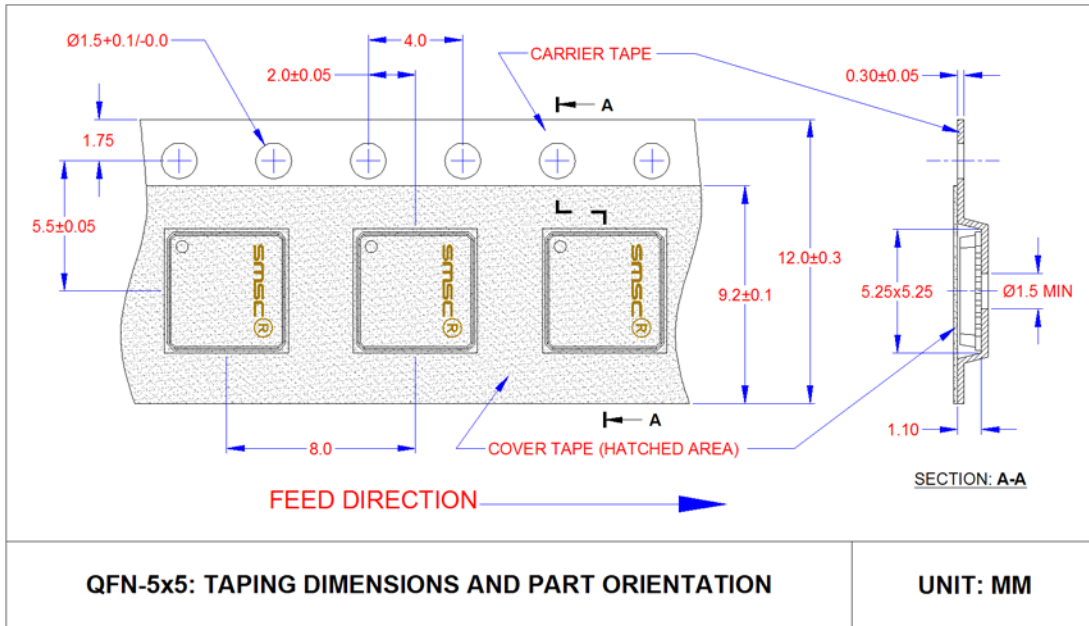 Ø1.5+0.1/-0.0
4.0
CARRIER TAPE
2.0±0.05
0.30±0.05
A
1.75
5.5±0.05
smsc®
smsc®
smsc®
12.0±0.3
9.2±0.1
5.25x5.25
Ø1.5 MIN
A
8.0
COVER TAPE (HATCHED AREA)
1.10
SECTION: A-A
FEED DIRECTION
QFN-5x5: TAPING DIMENSIONS AND PART ORIENTATION
UNIT: MM